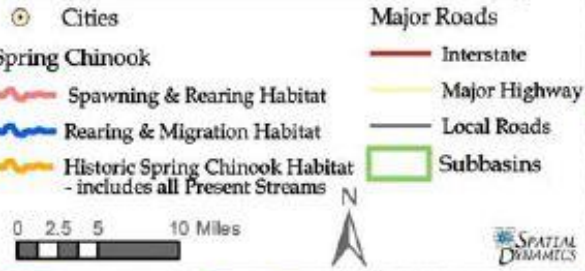 Cities
Spring Chinook
Spawning & Rearing Habitat
Rearing & Migration Habitat
Historic Spring Chinook Habitat
- includes all Present Streams
Major Roads
Interstate
Major Highway
Local Roads
Subbasins
0 2.5 5 10 Miles
N
SPATIAL
DYNAMICS